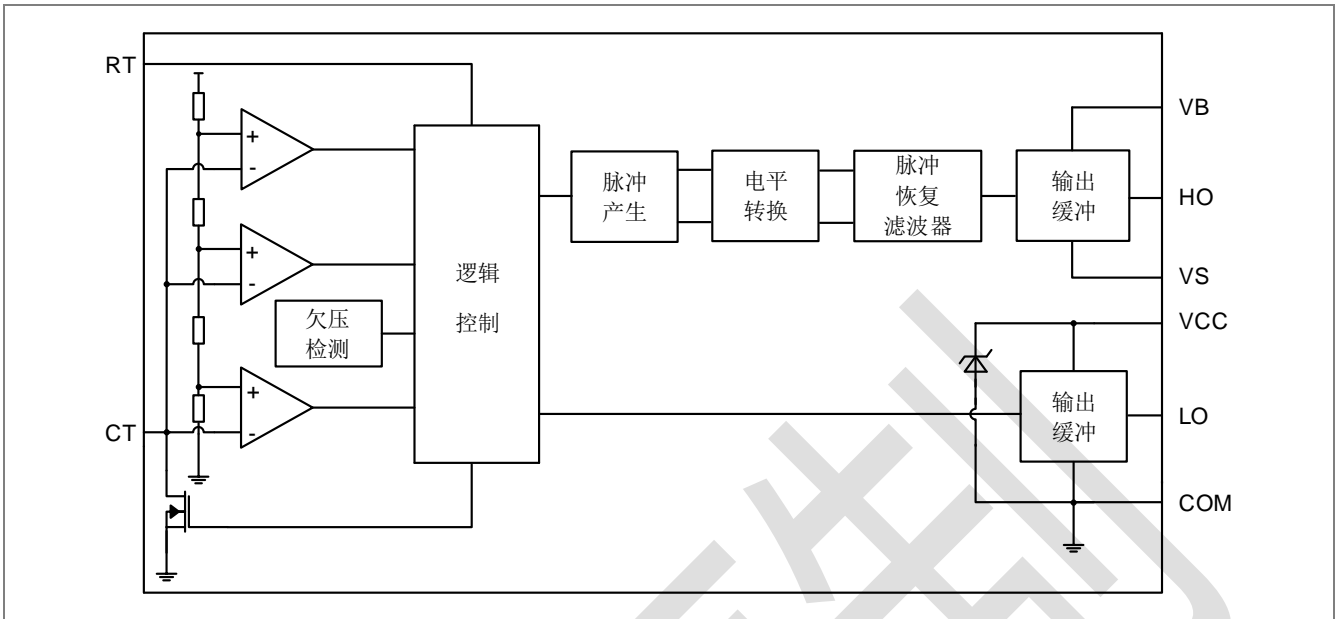 RT
CT
+
-
+
-
+
-
欠压
检测
逻辑
控制
脉冲
产生
电平
转换
脉冲
恢复
滤波器
输出
缓冲
输出
缓冲
VB
HO
VS
VCC
LO
COM